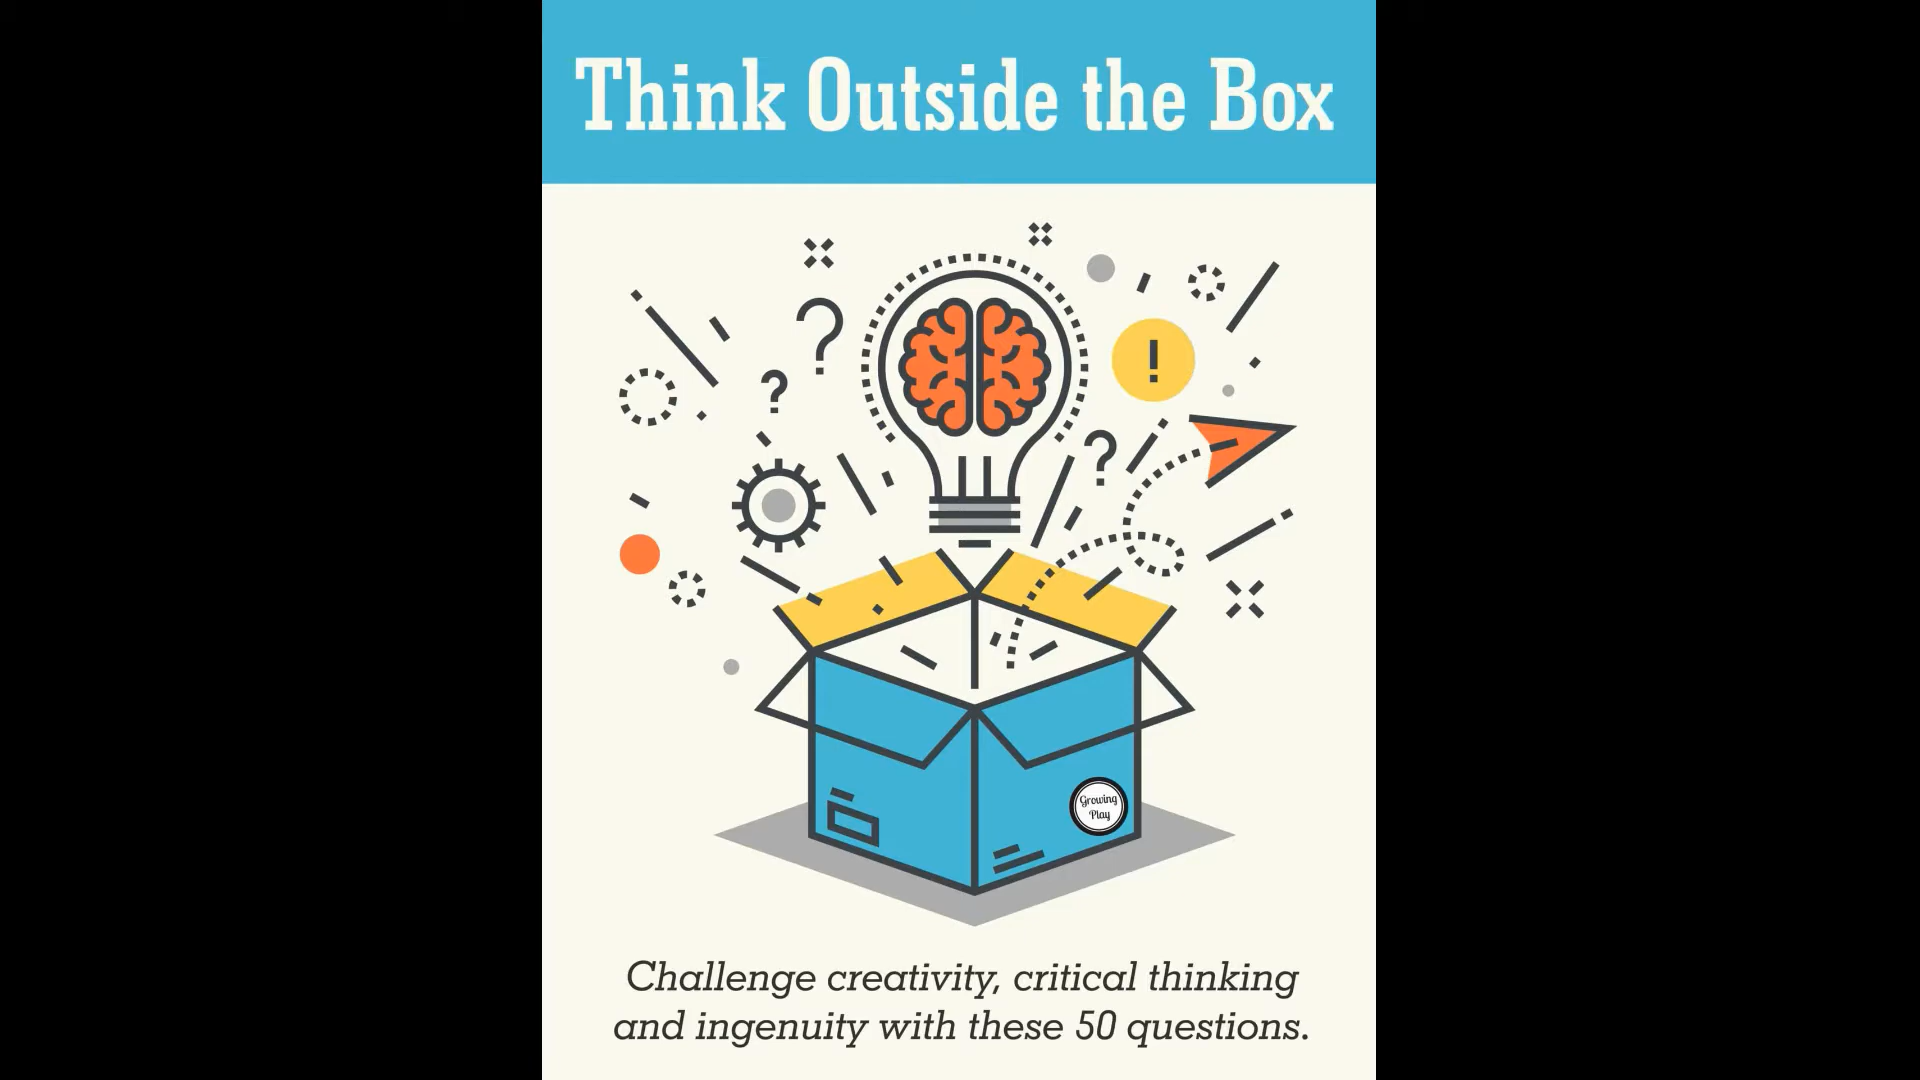 Think Outside the Box
?
?
!
?
Growing
Play
Challenge creativity, critical thinking
and ingenuity with these 50 questions.